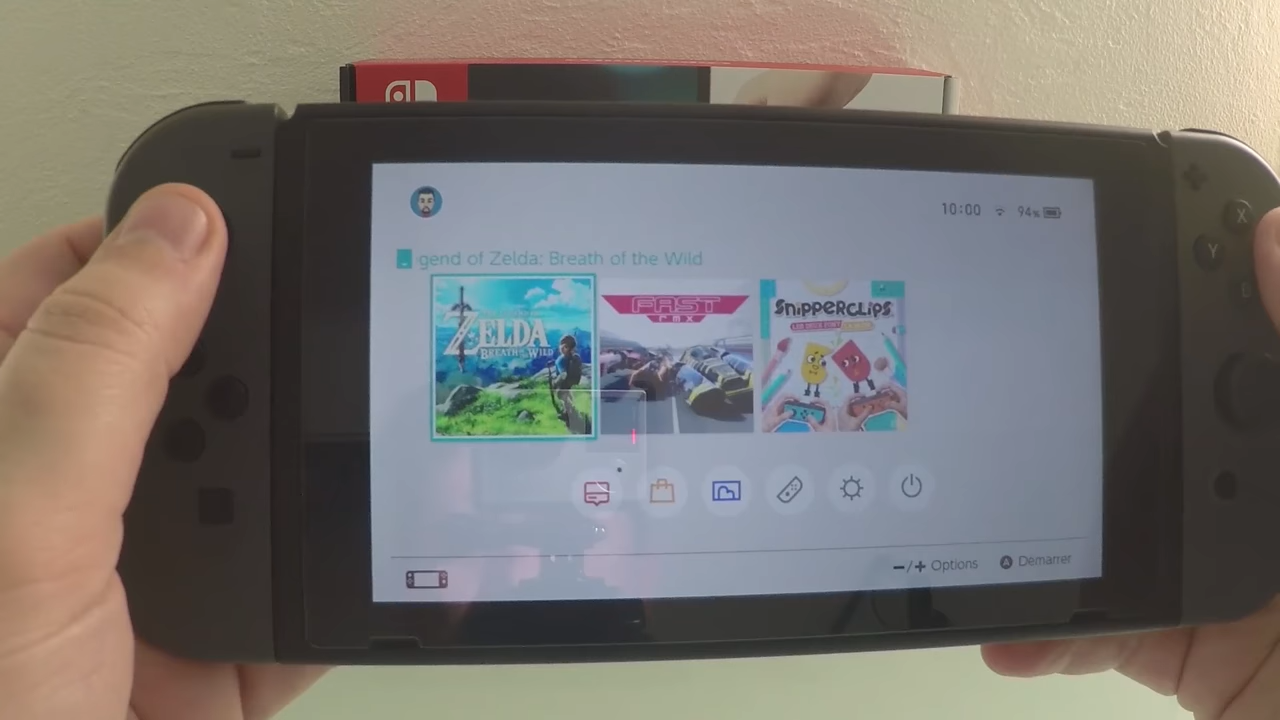 10:00 94%
gend of Zelda: Breath of the Wild
ZELDA
BREATH OF THE WILD
FAST
rmx
SNIPPERCLIPS
X
Y
−/+ Options A Démarrer